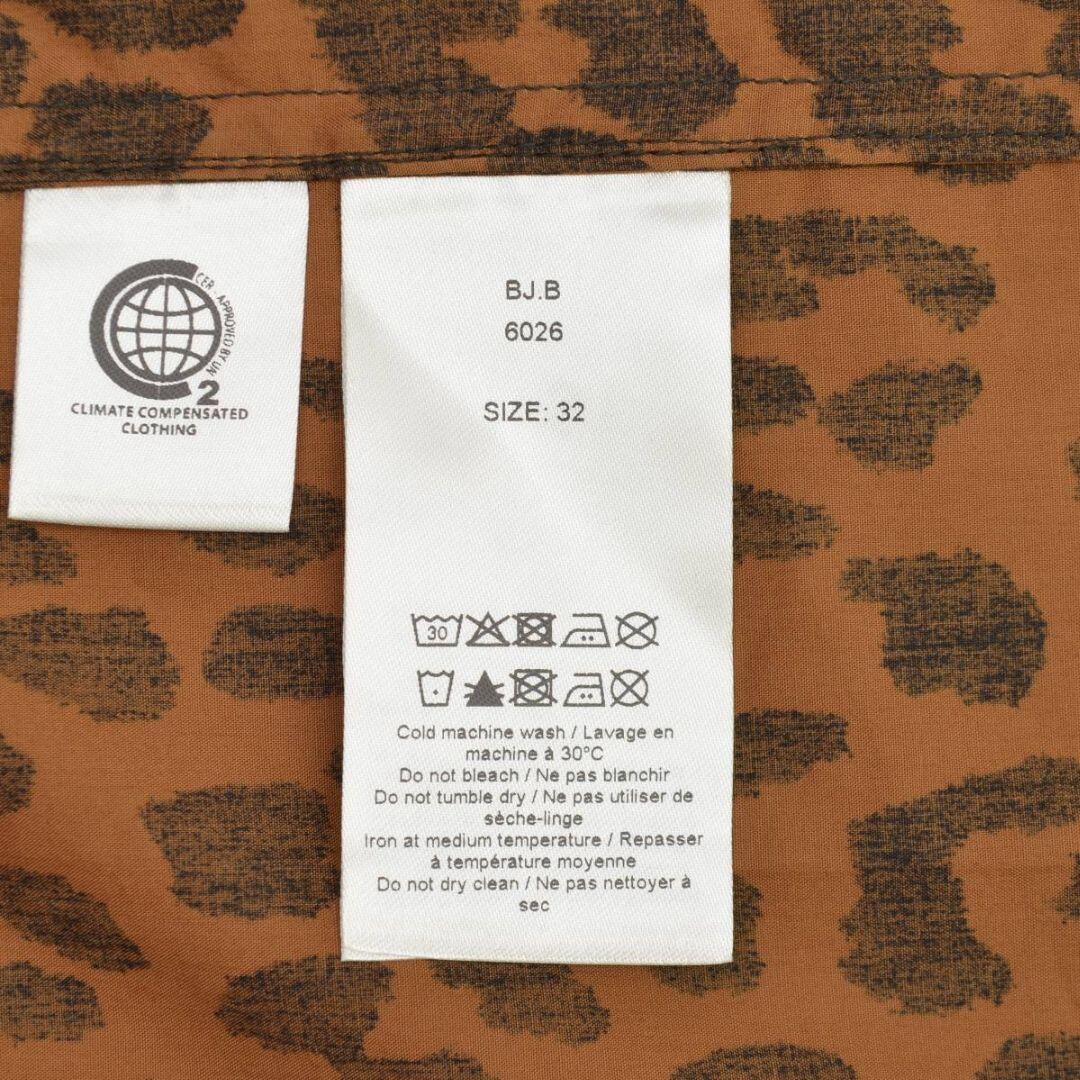 CER - APPROVED BY UN
2
CLIMATE COMPENSATED
CLOTHING
BJ.B
6026
SIZE: 32
30
Cold machine wash / Lavage en
machine à 30°C
Do not bleach / Ne pas blanchir
Do not tumble dry / Ne pas utiliser de
sèche-linge
Iron at medium temperature / Repasser
à température moyenne
Do not dry clean / Ne pas nettoyer à
sec